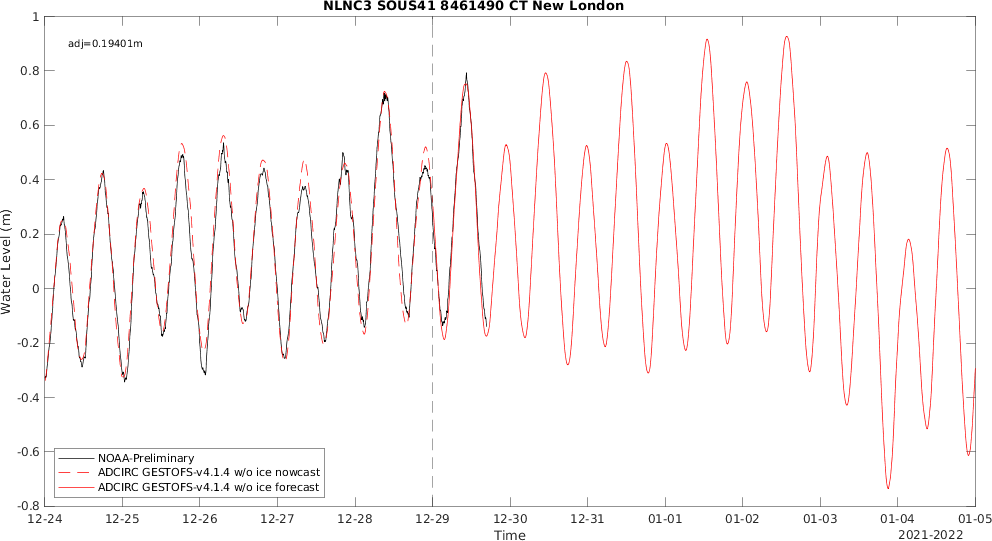 NLNC3 SOUS41 8461490 CT New London
adj=0.19401m
1
0.8
0.6
0.4
0.2
0
-0.2
-0.4
-0.6
-0.8
Water Level (m)
NOAA-Preliminary
ADCIRC GESTOFS-v4.1.4 w/o ice nowcast
ADCIRC GESTOFS-v4.1.4 w/o ice forecast
12-24 12-25 12-26 12-27 12-28 12-29 12-30 12-31 01-01 01-02 01-03 01-04 01-05
Time
2021-2022